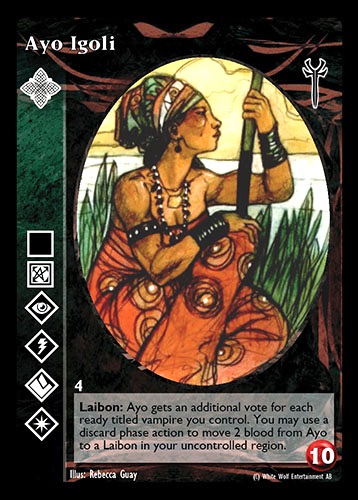 Ayo Igoli
4
Laibon: Ayo gets an additional vote for each
ready titled vampire you control. You may use a
discard phase action to move 2 blood from Ayo
to a Laibon in your uncontrolled region.
10
Illus: Rebecca Guay
(C) White Wolf Entertainment AB